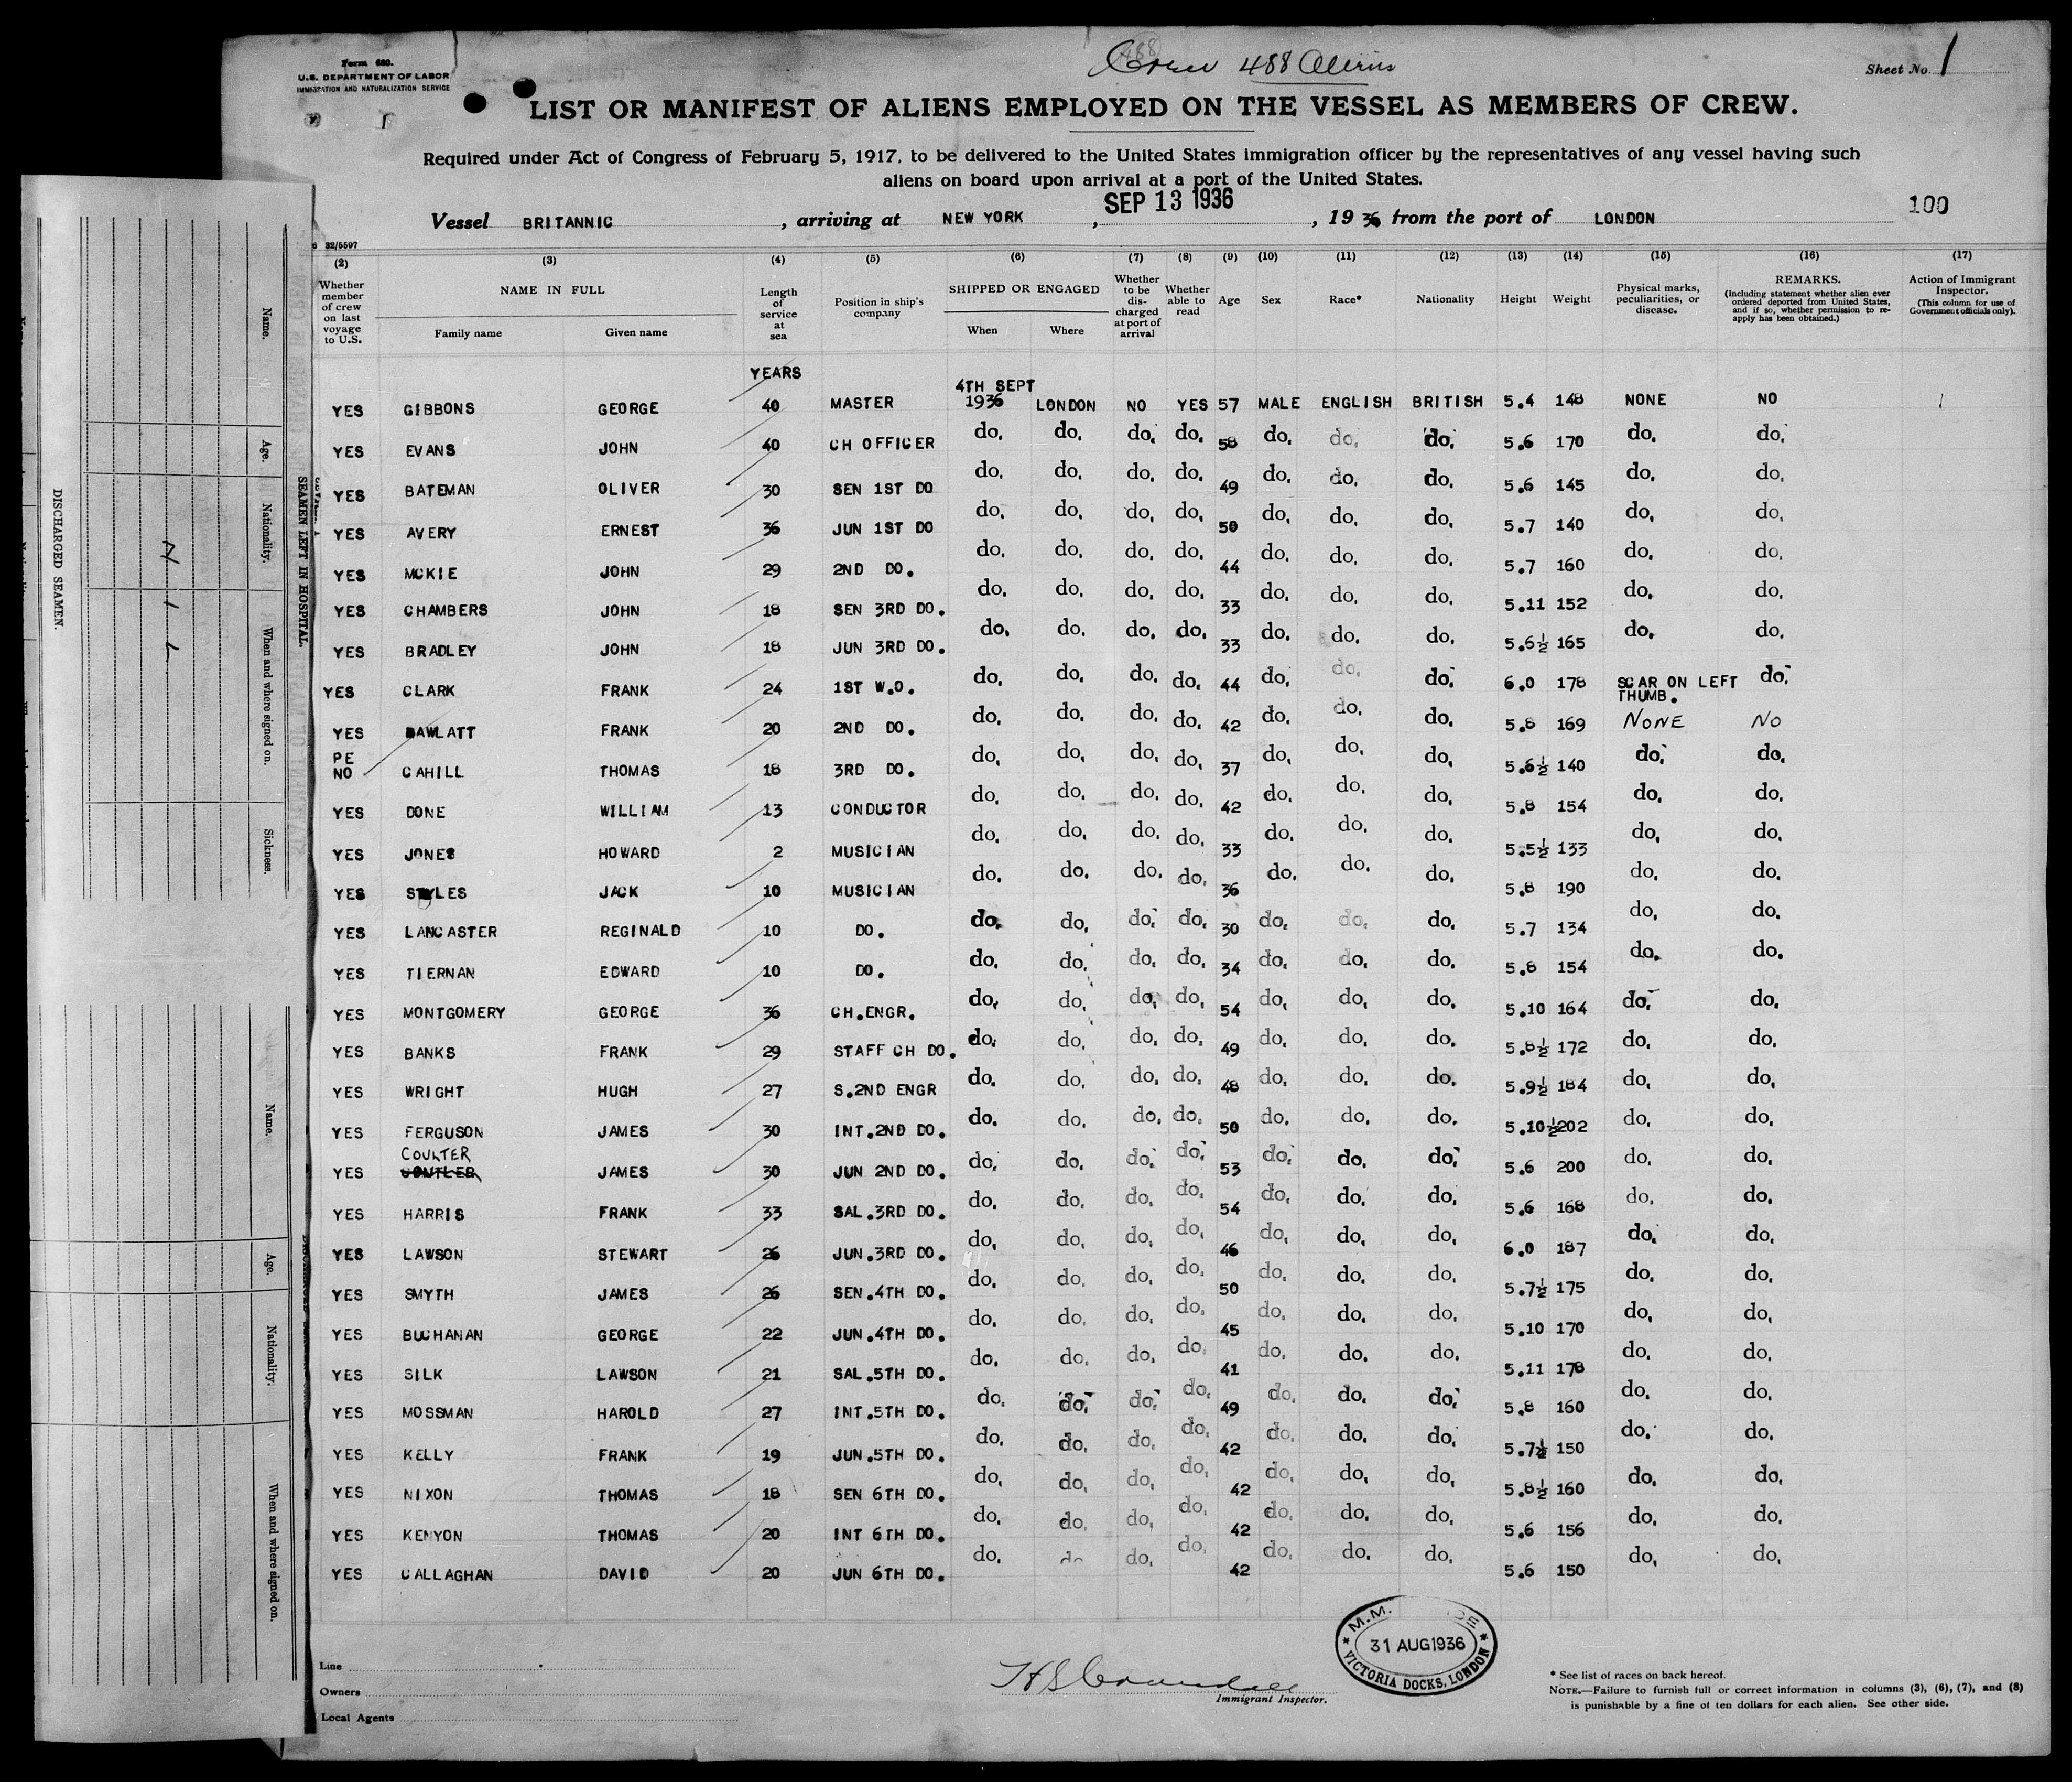 Form 680.
U.S. DEPARTMENT OF LABOR
IMMIGRATION AND NATURALIZATION SERVICE
Crew 488 Aliens
Sheet No. 1
LIST OR MANIFEST OF ALIENS EMPLOYED ON THE VESSEL AS MEMBERS OF CREW.
Required under Act of Congress of February 5, 1917, to be delivered to the United States immigration officer by the representatives of any vessel having such
aliens on board upon arrival at a port of the United States.
Vessel BRITANNIC , arriving at NEW YORK , SEP 13 1936 , 19 36 from the port of LONDON 100
32/5597
(2) (3) (4) (5) (6) (7) (8) (9) (10) (11) (12) (13) (14) (15) (16) (17)
Whether member of crew on last voyage to U.S. NAME IN FULL Family name Given name Length of service at sea Position in ship's company SHIPPED OR ENGAGED When Where Whether to be discharged at port of arrival Whether able to read Age Sex Race* Nationality Height Weight Physical marks, peculiarities, or disease. REMARKS. (Including statement whether alien ever ordered deported from United States, and if so, whether permission to re-apply has been obtained.) Action of Immigrant Inspector. (This column for use of Government officials only).
YEARS
4TH SEPT
YES GIBBONS GEORGE 40 MASTER 1936 LONDON NO YES 57 MALE ENGLISH BRITISH 5.4 148 NONE NO
YES EVANS JOHN 40 CH OFFICER do. do. do. do. 58 do. do. do. 5.6 170 do. do.
YES BATEMAN OLIVER 30 SEN 1ST DO do. do. do. do. 49 do. do. do. 5.6 145 do. do.
YES AVERY ERNEST 36 JUN 1ST DO do. do. do. do. 50 do. do. do. 5.7 140 do. do.
YES MCKIE JOHN 29 2ND DO. do. do. do. do. 44 do. do. do. 5.7 160 do. do.
YES CHAMBERS JOHN 18 SEN 3RD DO. do. do. do. do. 33 do. do. do. 5.11 152 do. do.
YES BRADLEY JOHN 18 JUN 3RD DO. do. do. do. do. 33 do. do. do. 5.6½ 165 do. do.
YES CLARK FRANK 24 1ST W.O. do. do. do. do. 44 do. do. do. 6.0 178 SCAR ON LEFT THUMB. do.
YES DAWLATT FRANK 20 2ND DO. do. do. do. do. 42 do. do. do. 5.8 169 NONE NO
PE
NO CAHILL THOMAS 18 3RD DO. do. do. do. do. 37 do. do. do. 5.6½ 140 do. do.
YES DONE WILLIAM 13 CONDUCTOR do. do. do. do. 42 do. do. do. 5.8 154 do. do.
YES JONES HOWARD 2 MUSICIAN do. do. do. do. 33 do. do. do. 5.5½ 133 do. do.
YES STYLES JACK 10 MUSICIAN do. do. do. do. 36 do. do. do. 5.8 190 do. do.
YES LANCASTER REGINALD 10 DO. do. do. do. do. 30 do. do. do. 5.7 134 do. do.
YES TIERNAN EDWARD 10 DO. do. do. do. do. 34 do. do. do. 5.8 154 do. do.
YES MONTGOMERY GEORGE 36 CH.ENGR. do. do. do. do. 54 do. do. do. 5.10 164 do. do.
YES BANKS FRANK 29 STAFF CH DO. do. do. do. do. 49 do. do. do. 5.8½ 172 do. do.
YES WRIGHT HUGH 27 S.2ND ENGR do. do. do. do. 48 do. do. do. 5.9½ 184 do. do.
YES FERGUSON JAMES 30 INT.2ND DO. do. do. do. do. 50 do. do. do. 5.10½ 202 do. do.
COULTER
YES COUTLER JAMES 30 JUN 2ND DO. do. do. do. do. 53 do. do. do. 5.6 200 do. do.
YES HARRIS FRANK 33 SAL.3RD DO. do. do. do. do. 54 do. do. do. 5.6 168 do. do.
YES LAWSON STEWART 26 JUN.3RD DO. do. do. do. do. 46 do. do. do. 6.0 187 do. do.
YES SMYTH JAMES 26 SEN.4TH DO. do. do. do. do. 50 do. do. do. 5.7½ 175 do. do.
YES BUCHANAN GEORGE 22 JUN.4TH DO. do. do. do. do. 45 do. do. do. 5.10 170 do. do.
YES SILK LAWSON 21 SAL.5TH DO. do. do. do. do. 41 do. do. do. 5.11 178 do. do.
YES MOSSMAN HAROLD 27 INT.5TH DO. do. do. do. do. 49 do. do. do. 5.8 160 do. do.
YES KELLY FRANK 19 JUN.5TH DO. do. do. do. do. 42 do. do. do. 5.7½ 150 do. do.
YES NIXON THOMAS 18 SEN 6TH DO. do. do. do. do. 42 do. do. do. 5.8½ 160 do. do.
YES KENYON THOMAS 20 INT 6TH DO. do. do. do. do. 42 do. do. do. 5.6 156 do. do.
YES CALLAGHAN DAVID 20 JUN 6TH DO. do. do. do. do. 42 do. do. do. 5.6 150 do. do.
Line
Owners
Local Agents
Immigrant Inspector.
M.M.
31 AUG 1936
VICTORIA DOCKS, LONDON
* See list of races on back hereof.
NOTE.—Failure to furnish full or correct information in columns (3), (6), (7), and (8)
is punishable by a fine of ten dollars for each alien. See other side.
DISCHARGED SEAMEN.
SEAMEN LEFT IN HOSPITAL.
Name. Age. Nationality. When and where signed on. Sickness.
N I L
Name. Age. Nationality. When and where signed on.